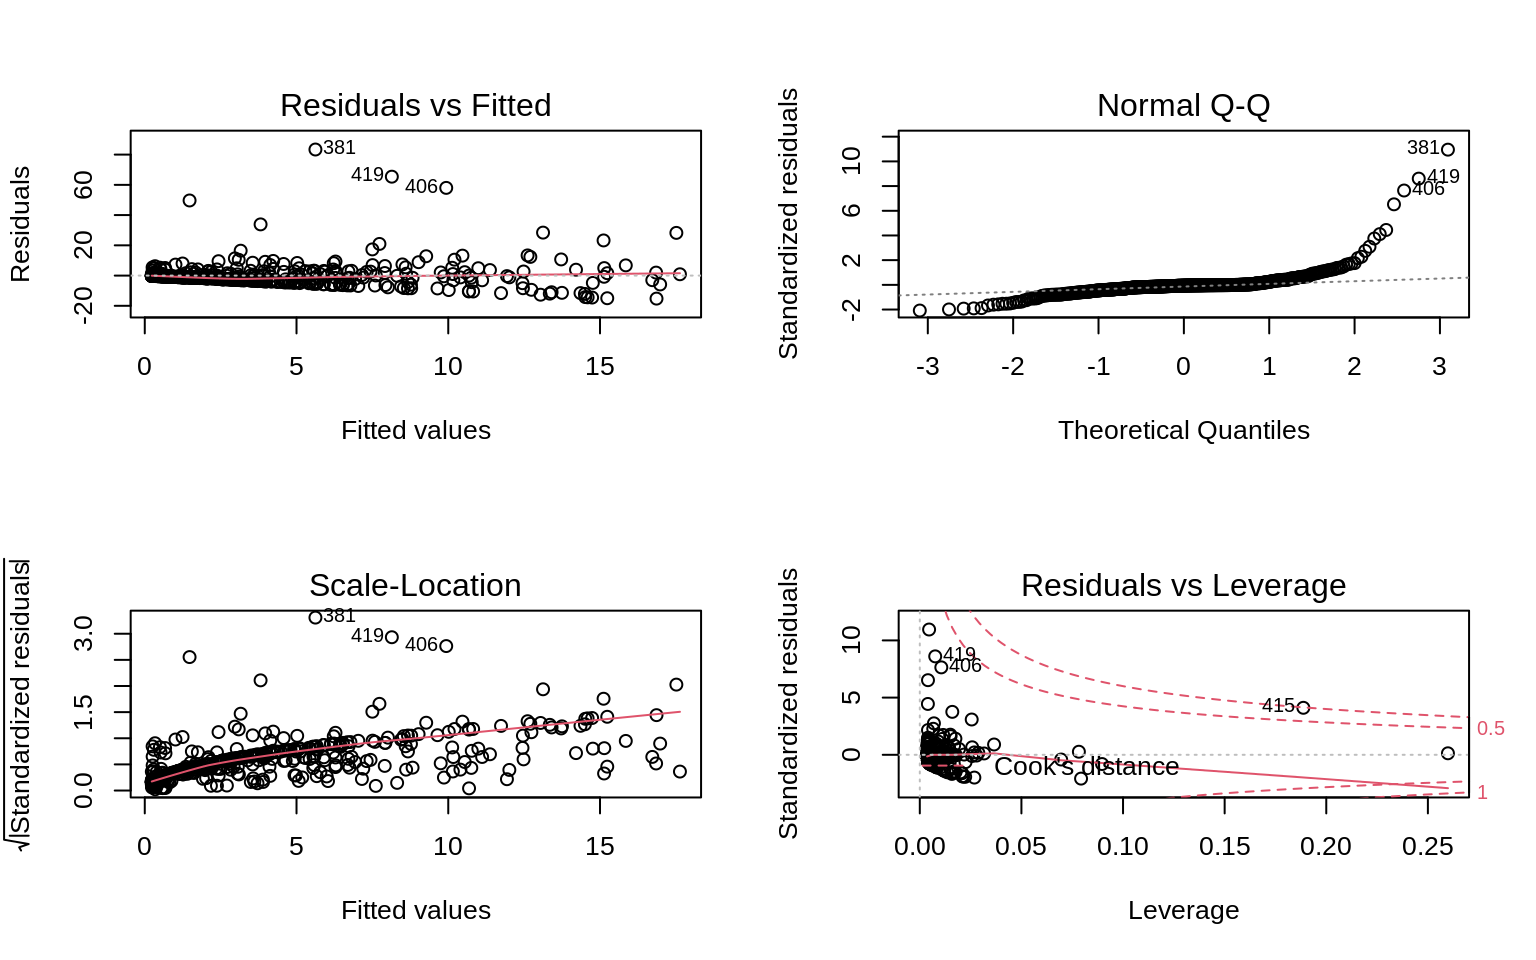 Residuals vs Fitted
Residuals
-20 20 60
381
419
406
0 5 10 15
Fitted values
Normal Q-Q
Standardized residuals
-2 2 6 10
381
419
406
-3 -2 -1 0 1 2 3
Theoretical Quantiles
Scale-Location
√|Standardized residuals|
0.0 1.5 3.0
381
419
406
0 5 10 15
Fitted values
Residuals vs Leverage
Standardized residuals
0 5 10
419
406
415
0.5
Cook's distance
1
0.00 0.05 0.10 0.15 0.20 0.25
Leverage